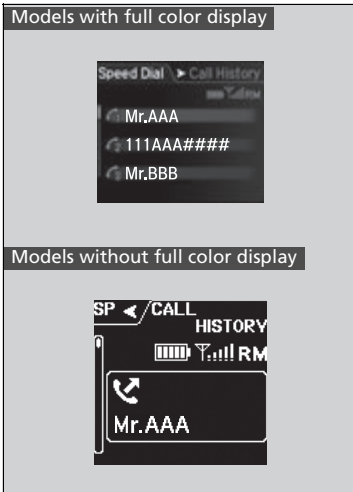 Models with full color display
Speed Dial Call History
RM
Mr.AAA
111AAA####
Mr.BBB
Models without full color display
SP CALL
HISTORY
RM
Mr.AAA